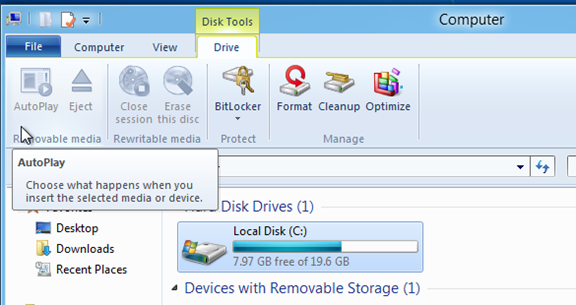 Disk Tools
Computer
File
Computer
View
Drive
AutoPlay
Eject
Close
session
Erase
this disc
BitLocker
Format
Cleanup
Optimize
Removable media
Rewritable media
Protect
Manage
AutoPlay
Choose what happens when you
insert the selected media or device.
Desktop
Downloads
Recent Places
Hard Disk Drives (1)
Local Disk (C:)
7.97 GB free of 19.6 GB
Devices with Removable Storage (1)